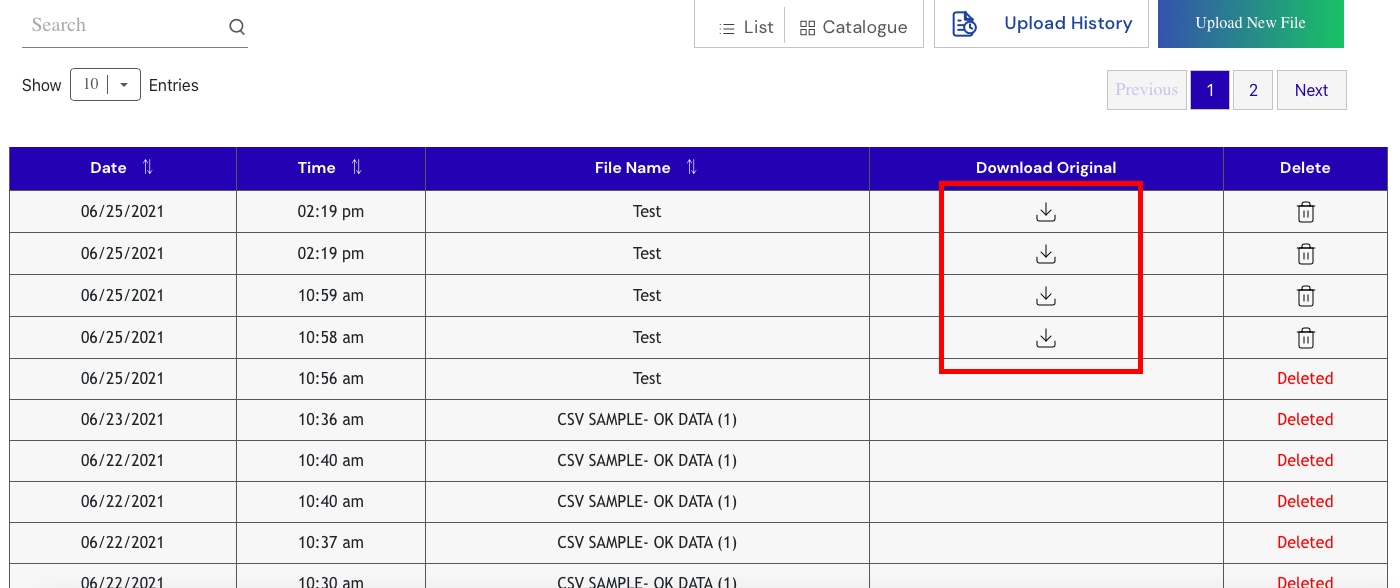 Search
List Catalogue Upload History Upload New File
Show 10 Entries Previous 1 2 Next
Date Time File Name Download Original Delete
06/25/2021 02:19 pm Test
06/25/2021 02:19 pm Test
06/25/2021 10:59 am Test
06/25/2021 10:58 am Test
06/25/2021 10:56 am Test Deleted
06/23/2021 10:36 am CSV SAMPLE- OK DATA (1) Deleted
06/22/2021 10:40 am CSV SAMPLE- OK DATA (1) Deleted
06/22/2021 10:40 am CSV SAMPLE- OK DATA (1) Deleted
06/22/2021 10:37 am CSV SAMPLE- OK DATA (1) Deleted
06/22/2021 10:30 am CSV SAMPLE- OK DATA (1) Deleted